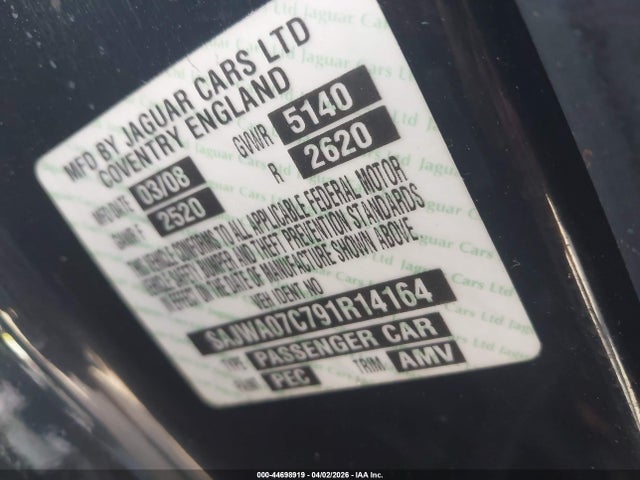 MFD BY JAGUAR CARS LTD
COVENTRY ENGLAND
MFD DATE 03/08 GVWR 5140
GAWR F 2520 R 2620
THIS VEHICLE CONFORMS TO ALL APPLICABLE FEDERAL MOTOR
VEHICLE SAFETY BUMPER AND THEFT PREVENTION STANDARDS
IN EFFECT ON THE DATE OF MANUFACTURE SHOWN ABOVE
VEH IDENT
SAJWA07C791R14164
TYPE PASSENGER CAR
PAINT PEC TRIM AMV
000-44698919 - 04/02/2026 - IAA Inc.